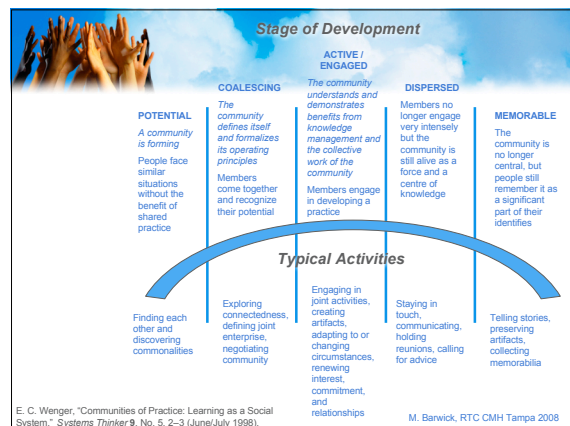 Stage of Development
POTENTIAL
A community
is forming
People face
similar
situations
without the
benefit of
shared
practice
COALESCING
The
community
defines itself
and formalizes
its operating
principles
Members
come together
and recognize
their potential
ACTIVE /
ENGAGED
The community
understands and
demonstrates
benefits from
knowledge
management and
the collective
work of the
community
Members engage
in developing a
practice
DISPERSED
Members no
longer engage
very intensely
but the
community is
still alive as a
force and a
centre of
knowledge
MEMORABLE
The
community is
no longer
central, but
people still
remember it as
a significant
part of their
identifies
Typical Activities
Finding each
other and
discovering
commonalities
Exploring
connectedness,
defining joint
enterprise,
negotiating
community
Engaging in
joint activities,
creating
artifacts,
adapting to or
changing
circumstances,
renewing
interest,
commitment,
and
relationships
Staying in
touch,
communicating,
holding
reunions, calling
for advice
Telling stories,
preserving
artifacts,
collecting
memorabilia
E. C. Wenger, “Communities of Practice: Learning as a Social
System,” Systems Thinker 9, No. 5, 2–3 (June/July 1998).
M. Barwick, RTC CMH Tampa 2008